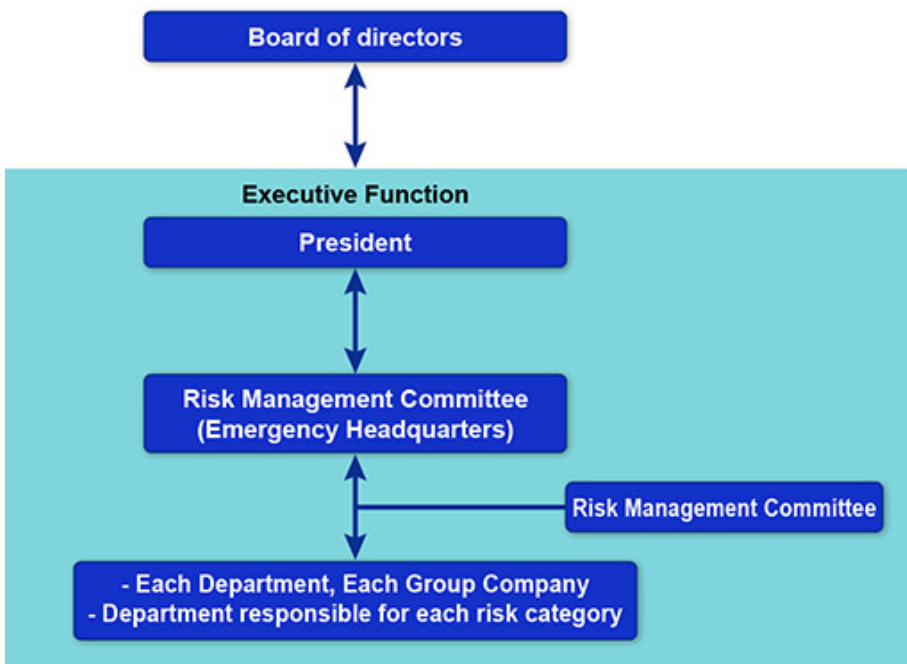 Board of directors
Executive Function
President
Risk Management Committee
(Emergency Headquarters)
Risk Management Committee
- Each Department, Each Group Company
- Department responsible for each risk category